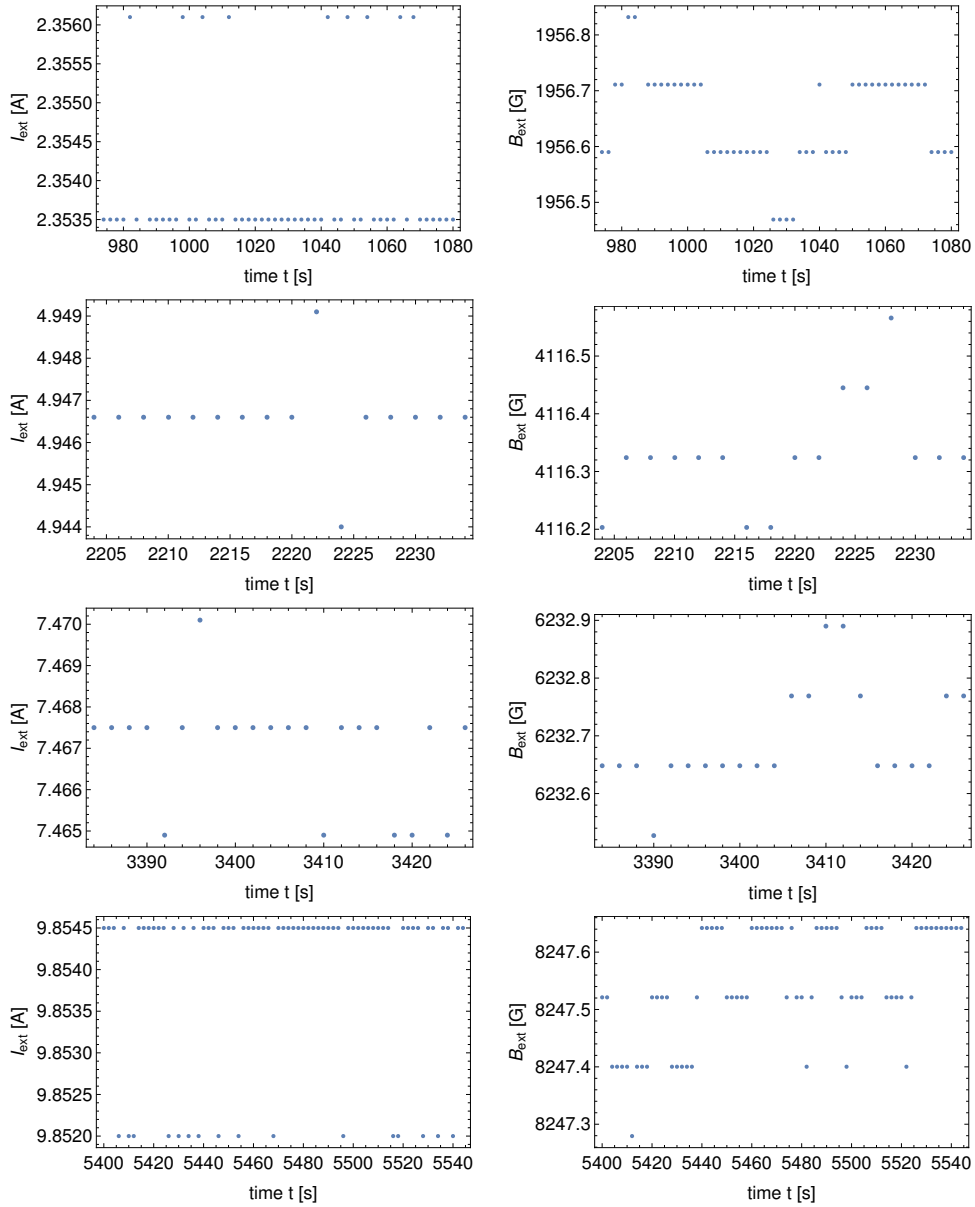 2.3560
2.3555
2.3550
2.3545
2.3540
2.3535
I_ext [A]
980 1000 1020 1040 1060 1080
time t [s]
1956.8
1956.7
1956.6
1956.5
B_ext [G]
980 1000 1020 1040 1060 1080
time t [s]
4.949
4.948
4.947
4.946
4.945
4.944
I_ext [A]
2205 2210 2215 2220 2225 2230
time t [s]
4116.5
4116.4
4116.3
4116.2
B_ext [G]
2205 2210 2215 2220 2225 2230
time t [s]
7.470
7.469
7.468
7.467
7.466
7.465
I_ext [A]
3390 3400 3410 3420
time t [s]
6232.9
6232.8
6232.7
6232.6
B_ext [G]
3390 3400 3410 3420
time t [s]
9.8545
9.8540
9.8535
9.8530
9.8525
9.8520
I_ext [A]
5400 5420 5440 5460 5480 5500 5520 5540
time t [s]
8247.6
8247.5
8247.4
8247.3
B_ext [G]
5400 5420 5440 5460 5480 5500 5520 5540
time t [s]